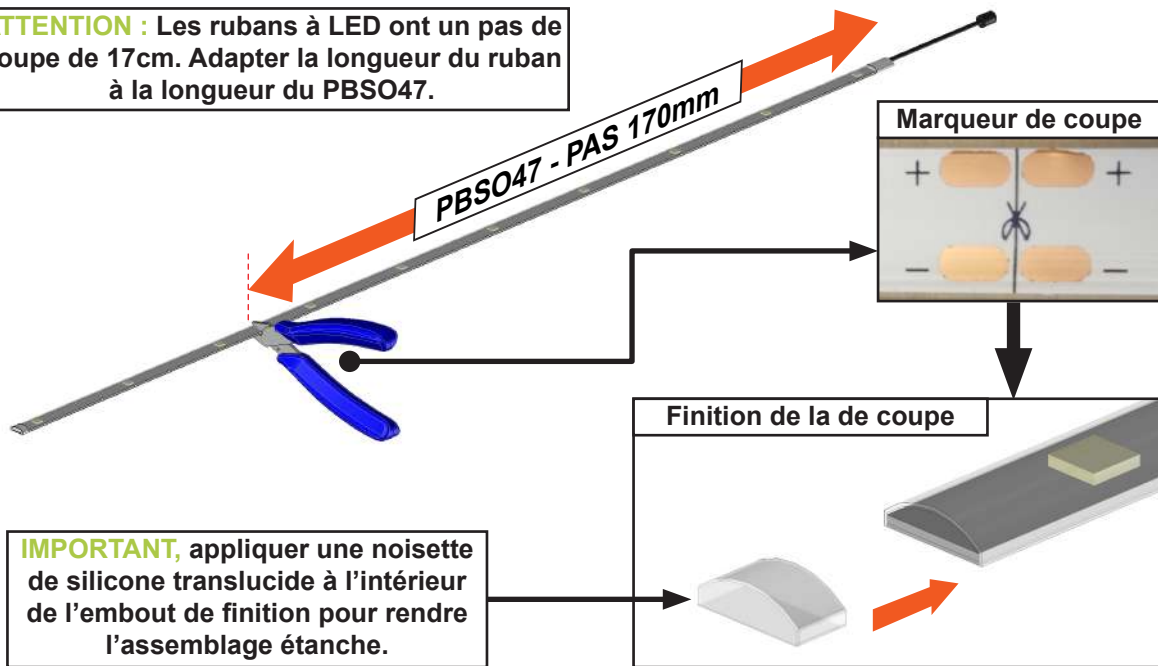 ATTENTION : Les rubans à LED ont un pas de
coupe de 17cm. Adapter la longueur du ruban
à la longueur du PBSO47.
PBSO47 - PAS 170mm
Marqueur de coupe
+ +
– –
Finition de la de coupe
IMPORTANT, appliquer une noisette
de silicone translucide à l’intérieur
de l’embout de finition pour rendre
l’assemblage étanche.